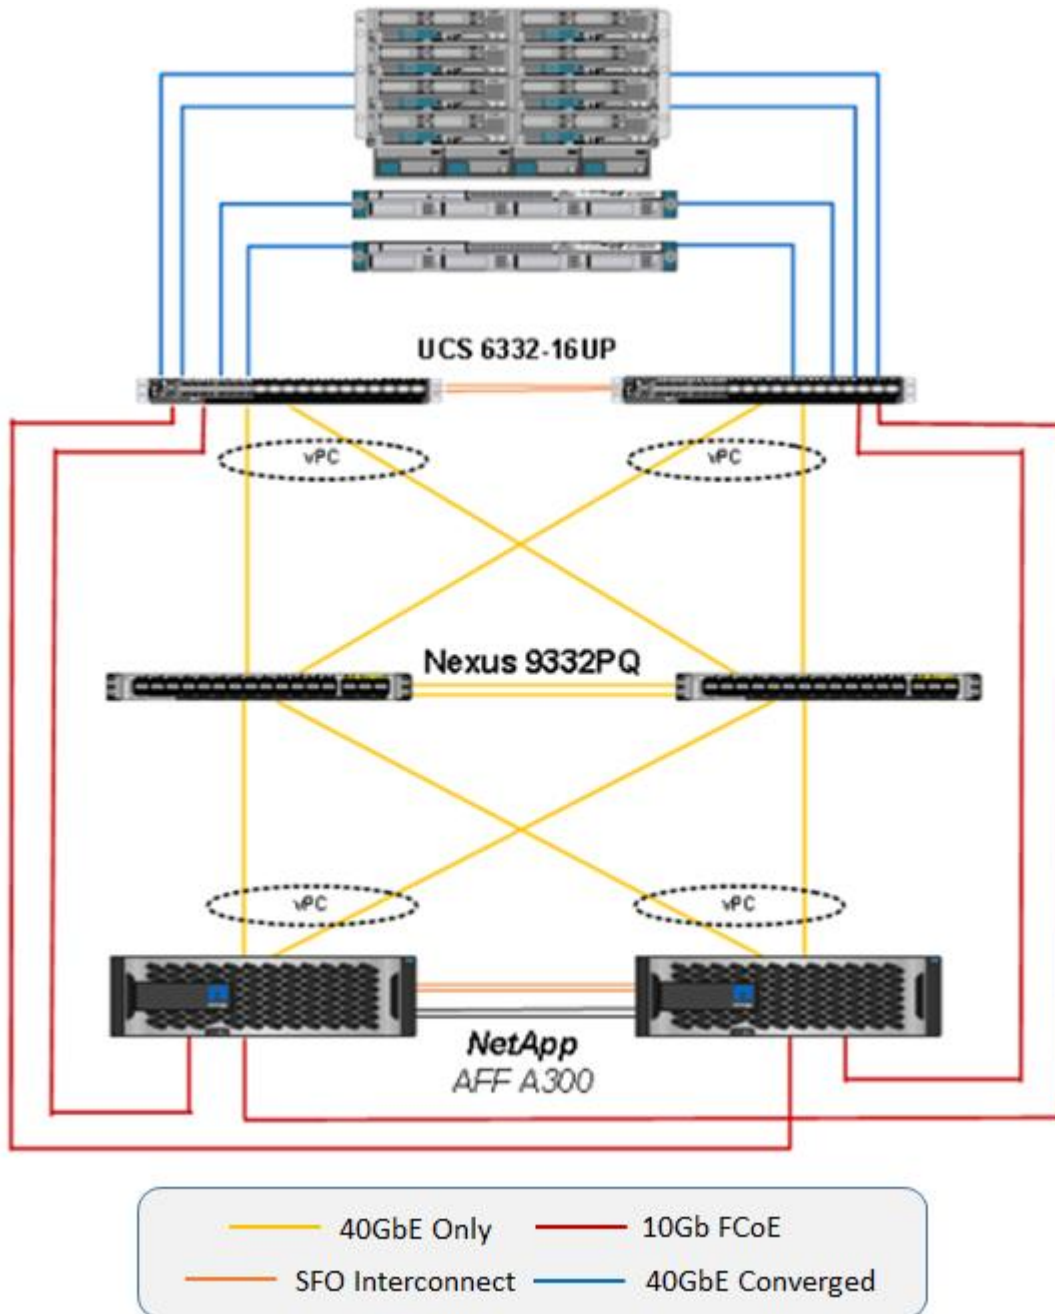 UCS 6332-16UP
vPC
vPC
Nexus 9332PQ
vPC
vPC
NetApp
AFF A300
40GbE Only
10Gb FCoE
SFO Interconnect
40GbE Converged